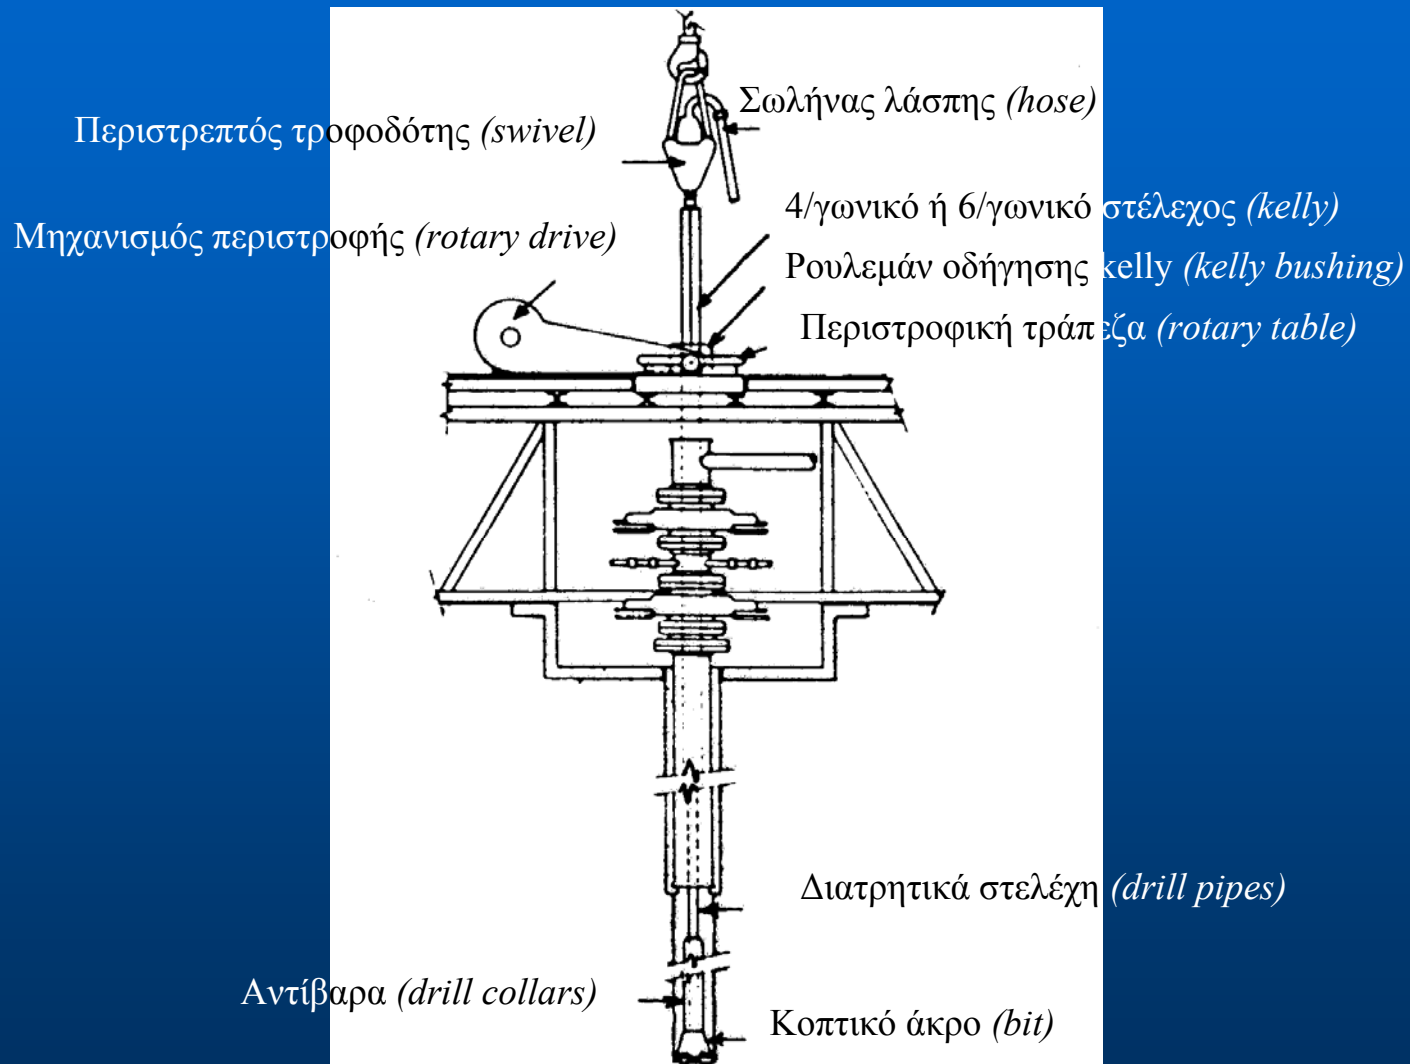 Σωλήνας λάσπης (hose)
Περιστρεπτός τροφοδότης (swivel)
4/γωνικό ή 6/γωνικό στέλεχος (kelly)
Μηχανισμός περιστροφής (rotary drive)
Ρουλεμάν οδήγησης kelly (kelly bushing)
Περιστροφική τράπεζα (rotary table)
Διατρητικά στελέχη (drill pipes)
Αντίβαρα (drill collars)
Κοπτικό άκρο (bit)